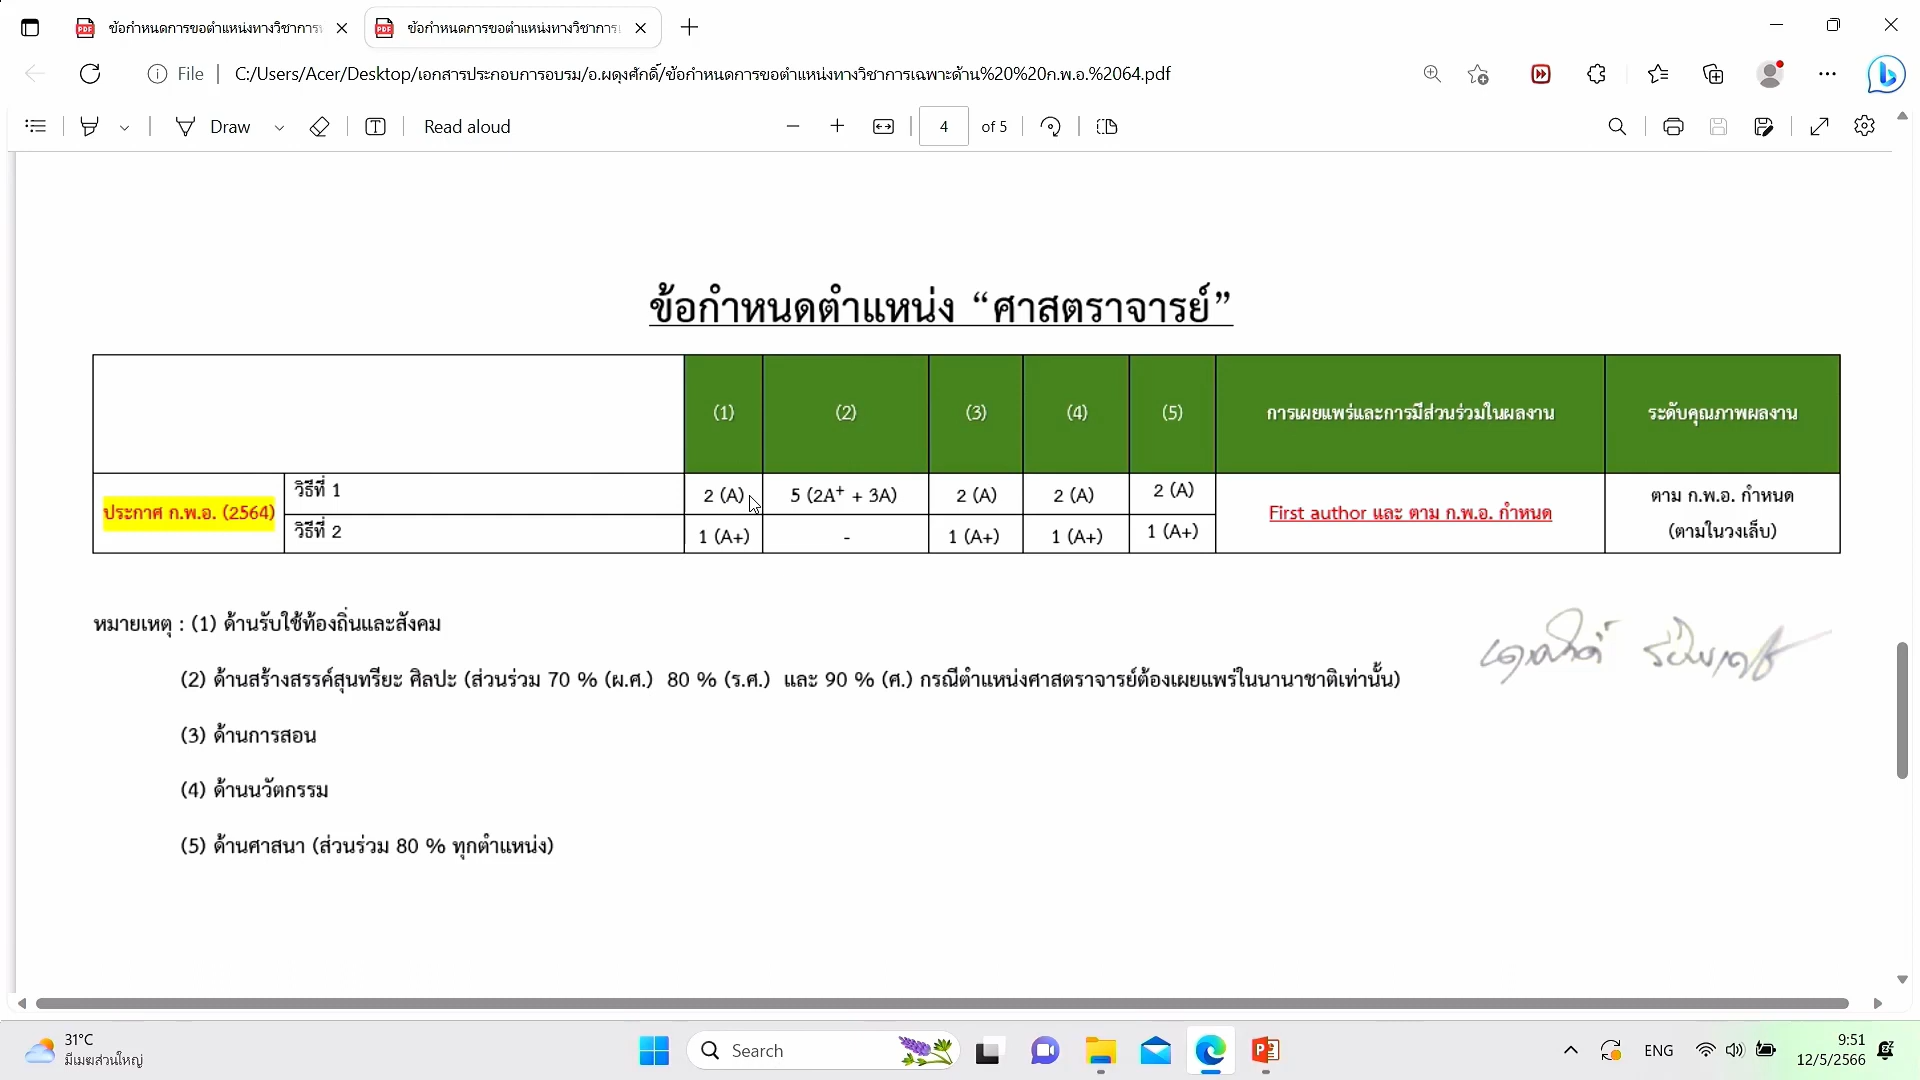 ข้อกำหนดการขอตำแหน่งทางวิชาการ
ข้อกำหนดการขอตำแหน่งทางวิชาการ
File
C:/Users/Acer/Desktop/เอกสารประกอบการอบรม/อ.ผดุงศักดิ์/ข้อกำหนดการขอตำแหน่งทางวิชาการเฉพาะด้าน%20%20ก.พ.อ.%2064.pdf
Draw
Read aloud
4 of 5
ข้อกำหนดตำแหน่ง “ศาสตราจารย์”
(1) (2) (3) (4) (5) การเผยแพร่และการมีส่วนร่วมในผลงาน ระดับคุณภาพผลงาน
ประกาศ ก.พ.อ. (2564)
วิธีที่ 1 2 (A) 5 (2A+ + 3A) 2 (A) 2 (A) 2 (A)
วิธีที่ 2 1 (A+) - 1 (A+) 1 (A+) 1 (A+)
First author และ ตาม ก.พ.อ. กำหนด
ตาม ก.พ.อ. กำหนด
(ตามในวงเล็บ)
หมายเหตุ : (1) ด้านรับใช้ท้องถิ่นและสังคม
(2) ด้านสร้างสรรค์สุนทรียะ ศิลปะ (ส่วนร่วม 70 % (ผ.ศ.) 80 % (ร.ศ.) และ 90 % (ศ.) กรณีตำแหน่งศาสตราจารย์ต้องเผยแพร่ในนานาชาติเท่านั้น)
(3) ด้านการสอน
(4) ด้านนวัตกรรม
(5) ด้านศาสนา (ส่วนร่วม 80 % ทุกตำแหน่ง)
31°C
มีเมฆส่วนใหญ่
Search
ENG
9:51
12/5/2566